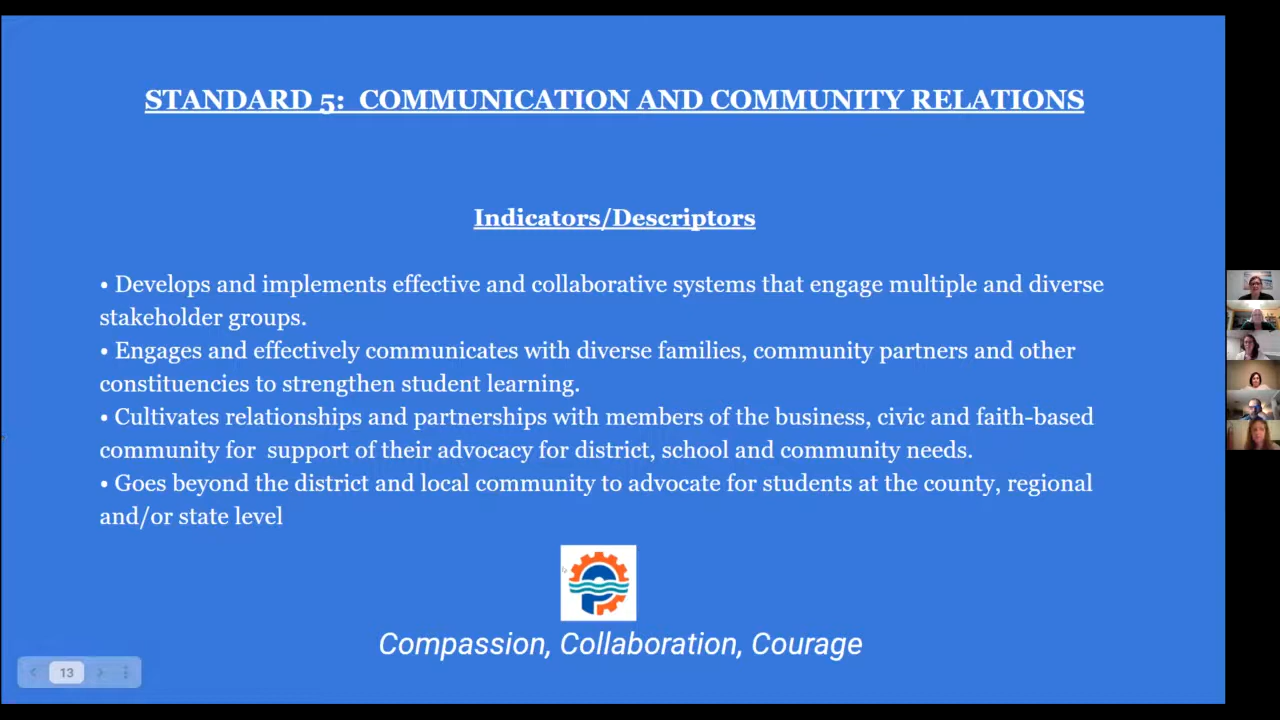 STANDARD 5:  COMMUNICATION AND COMMUNITY RELATIONS
Indicators/Descriptors
• Develops and implements effective and collaborative systems that engage multiple and diverse
stakeholder groups.
• Engages and effectively communicates with diverse families, community partners and other
constituencies to strengthen student learning.
• Cultivates relationships and partnerships with members of the business, civic and faith-based
community for  support of their advocacy for district, school and community needs.
• Goes beyond the district and local community to advocate for students at the county, regional
and/or state level
Compassion, Collaboration, Courage
13